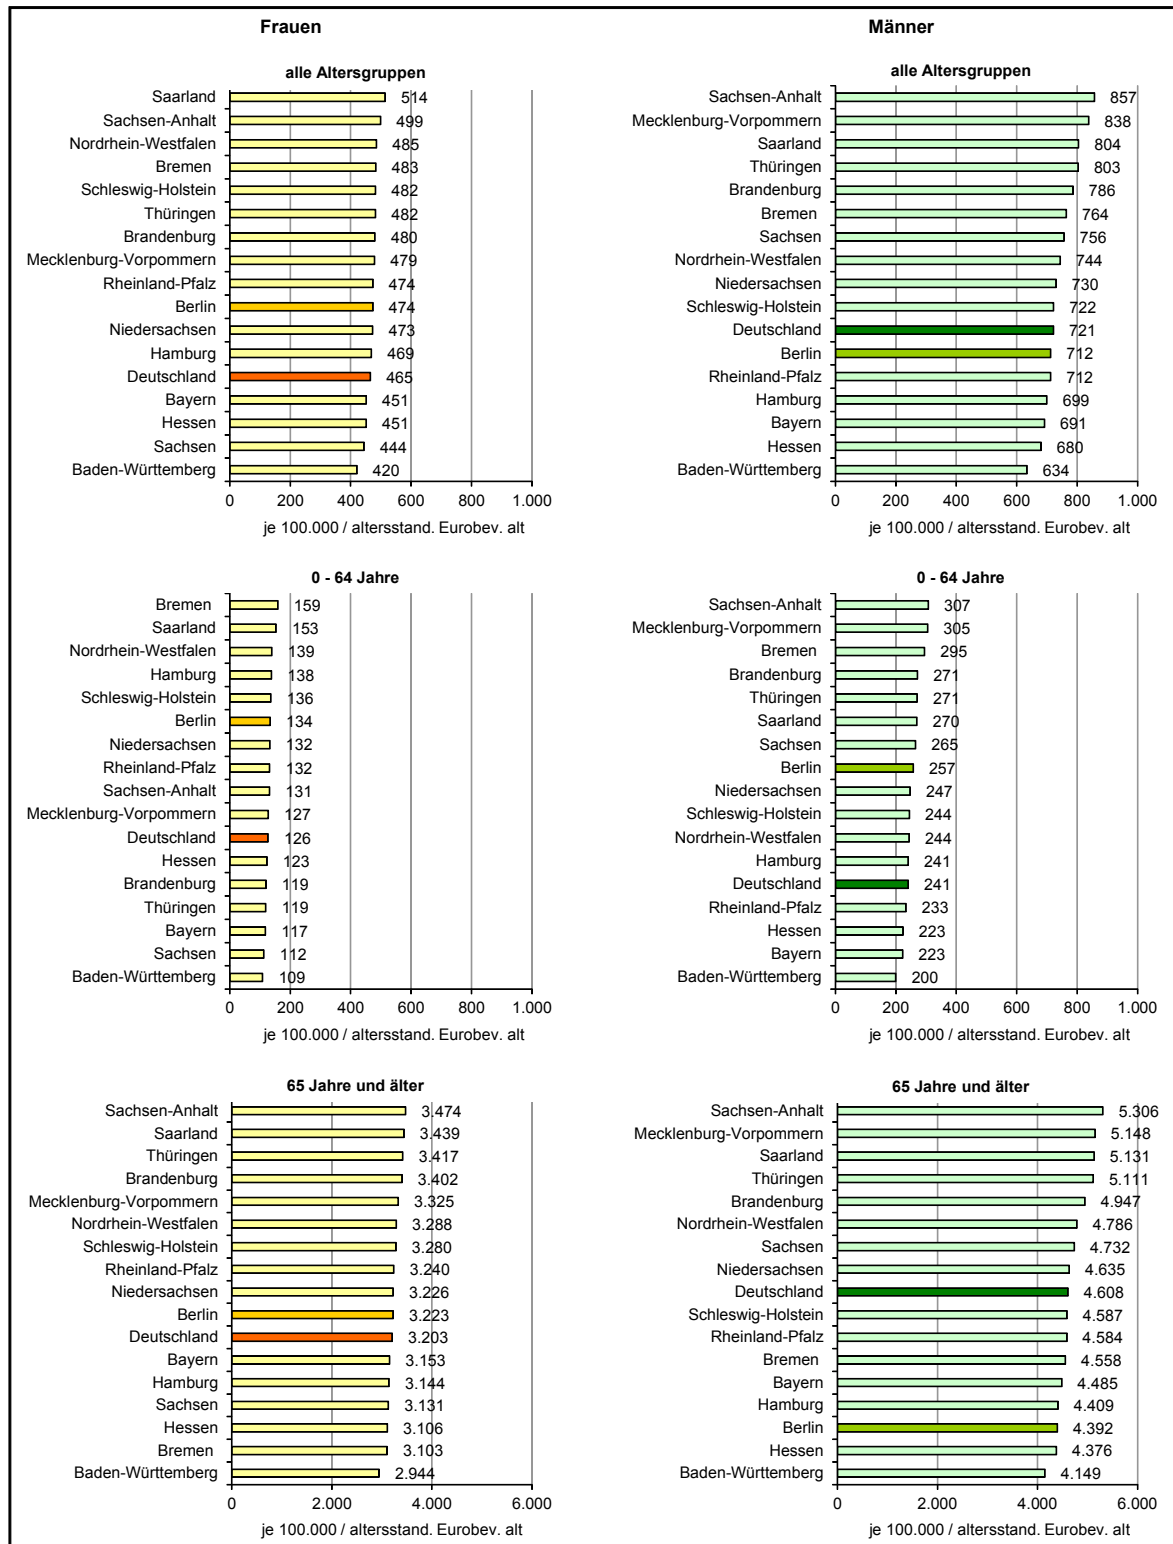 Frauen
alle Altersgruppen
Saarland 514
Sachsen-Anhalt 499
Nordrhein-Westfalen 485
Bremen 483
Schleswig-Holstein 482
Thüringen 482
Brandenburg 480
Mecklenburg-Vorpommern 479
Rheinland-Pfalz 474
Berlin 474
Niedersachsen 473
Hamburg 469
Deutschland 465
Bayern 451
Hessen 451
Sachsen 444
Baden-Württemberg 420
0 200 400 600 800 1.000
je 100.000 / altersstand. Eurobev. alt
0 - 64 Jahre
Bremen 159
Saarland 153
Nordrhein-Westfalen 139
Hamburg 138
Schleswig-Holstein 136
Berlin 134
Niedersachsen 132
Rheinland-Pfalz 132
Sachsen-Anhalt 131
Mecklenburg-Vorpommern 127
Deutschland 126
Hessen 123
Brandenburg 119
Thüringen 119
Bayern 117
Sachsen 112
Baden-Württemberg 109
0 200 400 600 800 1.000
je 100.000 / altersstand. Eurobev. alt
65 Jahre und älter
Sachsen-Anhalt 3.474
Saarland 3.439
Thüringen 3.417
Brandenburg 3.402
Mecklenburg-Vorpommern 3.325
Nordrhein-Westfalen 3.288
Schleswig-Holstein 3.280
Rheinland-Pfalz 3.240
Niedersachsen 3.226
Berlin 3.223
Deutschland 3.203
Bayern 3.153
Hamburg 3.144
Sachsen 3.131
Hessen 3.106
Bremen 3.103
Baden-Württemberg 2.944
0 2.000 4.000 6.000
je 100.000 / altersstand. Eurobev. alt
Männer
alle Altersgruppen
Sachsen-Anhalt 857
Mecklenburg-Vorpommern 838
Saarland 804
Thüringen 803
Brandenburg 786
Bremen 764
Sachsen 756
Nordrhein-Westfalen 744
Niedersachsen 730
Schleswig-Holstein 722
Deutschland 721
Berlin 712
Rheinland-Pfalz 712
Hamburg 699
Bayern 691
Hessen 680
Baden-Württemberg 634
0 200 400 600 800 1.000
je 100.000 / altersstand. Eurobev. alt
0 - 64 Jahre
Sachsen-Anhalt 307
Mecklenburg-Vorpommern 305
Bremen 295
Brandenburg 271
Thüringen 271
Saarland 270
Sachsen 265
Berlin 257
Niedersachsen 247
Schleswig-Holstein 244
Nordrhein-Westfalen 244
Hamburg 241
Deutschland 241
Rheinland-Pfalz 233
Hessen 223
Bayern 223
Baden-Württemberg 200
0 200 400 600 800 1.000
je 100.000 / altersstand. Eurobev. alt
65 Jahre und älter
Sachsen-Anhalt 5.306
Mecklenburg-Vorpommern 5.148
Saarland 5.131
Thüringen 5.111
Brandenburg 4.947
Nordrhein-Westfalen 4.786
Sachsen 4.732
Niedersachsen 4.635
Deutschland 4.608
Schleswig-Holstein 4.587
Rheinland-Pfalz 4.584
Bremen 4.558
Bayern 4.485
Hamburg 4.409
Berlin 4.392
Hessen 4.376
Baden-Württemberg 4.149
0 2.000 4.000 6.000
je 100.000 / altersstand. Eurobev. alt